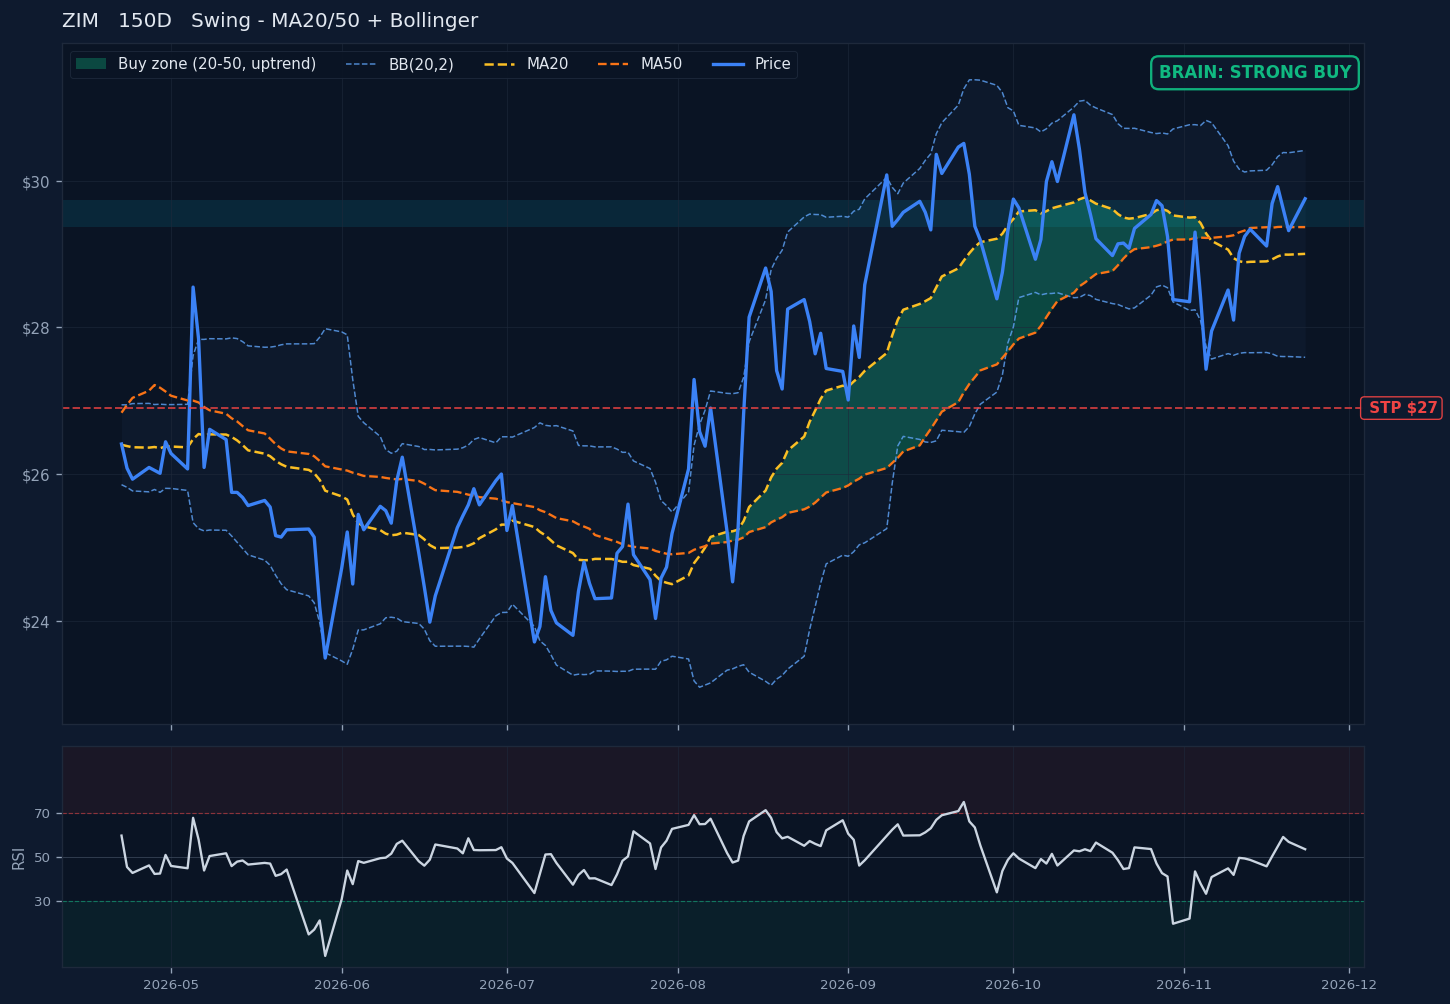 ZIM   150D   Swing - MA20/50 + Bollinger
Buy zone (20-50, uptrend)   BB(20,2)   MA20   MA50   Price
BRAIN: STRONG BUY
$30
$28
$26
$24
STP $27
RSI
70
50
30
2026-05   2026-06   2026-07   2026-08   2026-09   2026-10   2026-11   2026-12